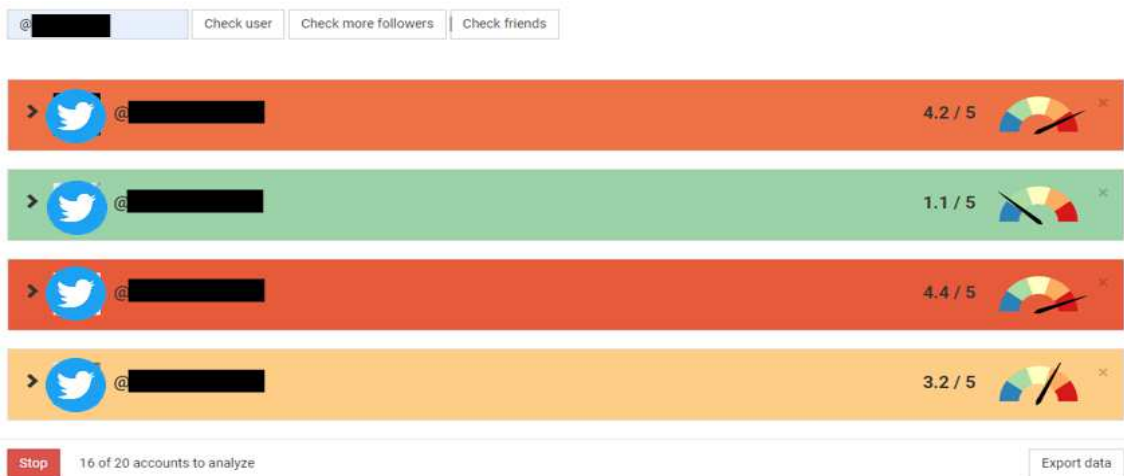 @ Check user Check more followers Check friends
@ 4.2 / 5 ×
@ 1.1 / 5 ×
@ 4.4 / 5 ×
@ 3.2 / 5 ×
Stop 16 of 20 accounts to analyze Export data